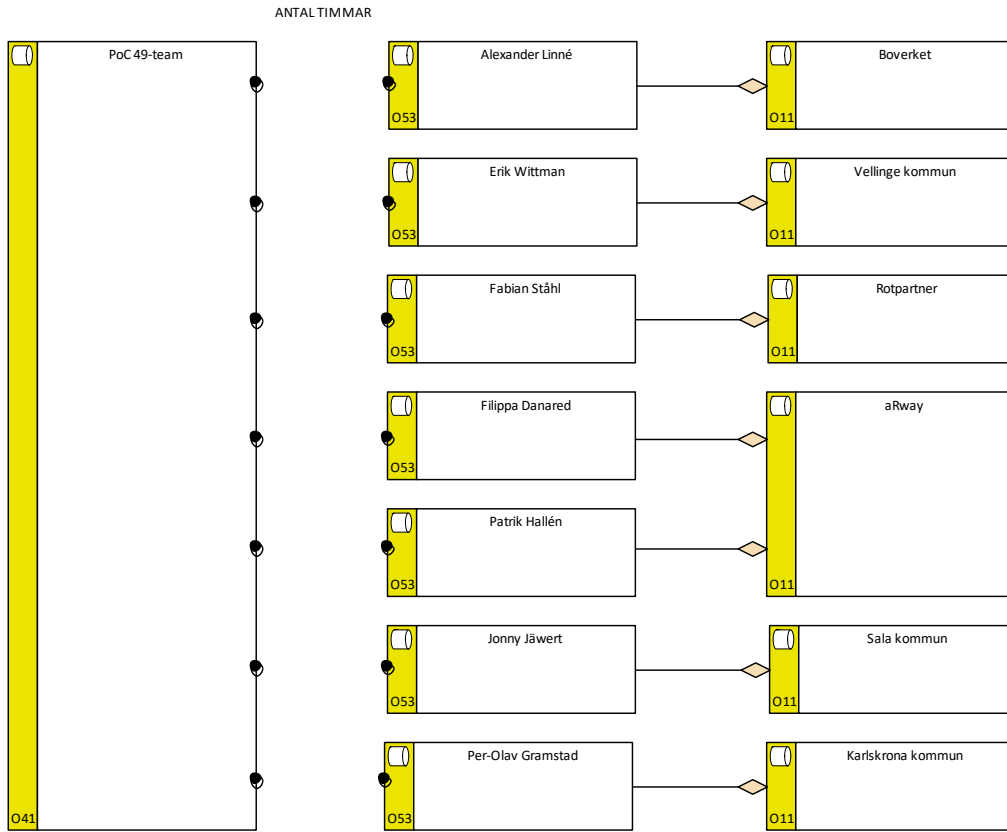 ANTAL TIMMAR
PoC 49-team
O41
Alexander Linné
O53
Boverket
O11
Erik Wittman
O53
Vellinge kommun
O11
Fabian Ståhl
O53
Rotpartner
O11
Filippa Danared
O53
aRway
O11
Patrik Hallén
O53
Jonny Jäwert
O53
Sala kommun
O11
Per-Olav Gramstad
O53
Karlskrona kommun
O11